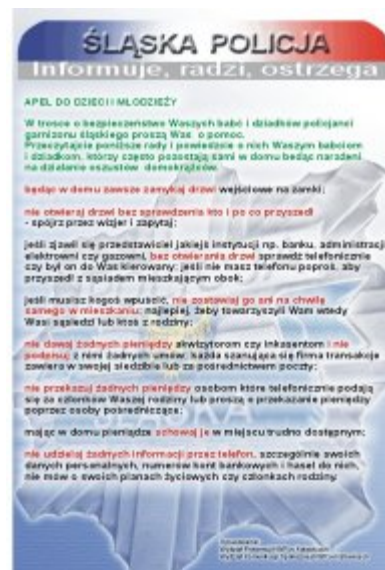 ŚLĄSKA POLICJA
Informuje, radzi, ostrzega
APEL DO DZIECI I MŁODZIEŻY
W trosce o bezpieczeństwo Waszych babć i dziadków policjanci
garnizonu śląskiego proszą Was o pomoc.
Przeczytajcie poniższe rady i powiedzcie o nich Waszym babciom
i dziadkom, którzy często pozostają sami w domu będąc narażeni
na działanie oszustów domokrążców.
będąc w domu zawsze zamykaj drzwi wejściowe na zamki;
nie otwieraj drzwi bez sprawdzenia kto i po co przyszedł
- spójrz przez wizjer i zapytaj;
jeśli zjawił się przedstawiciel jakiejś instytucji np. banku, administracji
elektrowni czy gazowni, bez otwierania drzwi sprawdź telefonicznie
czy był on do Was kierowany; jeśli nie masz telefonu poproś, aby
przyszedł z sąsiadem mieszkającym obok;
jeśli musisz kogoś wpuścić, nie zostawiaj go ani na chwilę
samego w mieszkaniu; najlepiej, żeby towarzyszyli Wam wtedy
Wasi sąsiedzi lub ktoś z rodziny;
nie dawaj żadnych pieniędzy akwizytorom czy inkasentom i nie
podpisuj z nimi żadnych umów; każda szanująca się firma transakcje
zawiera w swojej siedzibie lub za pośrednictwem poczty;
nie przekazuj żadnych pieniędzy osobom które telefonicznie podają
się za członków Waszej rodziny lub proszą o przekazanie pieniędzy
poprzez osoby pośredniczące;
mając w domu pieniądze schowaj je w miejscu trudno dostępnym;
nie udzielaj żadnych informacji przez telefon, szczególnie swoich
danych personalnych, numerów kont bankowych i haseł do nich,
nie mów o swoich planach życiowych czy członkach rodziny.